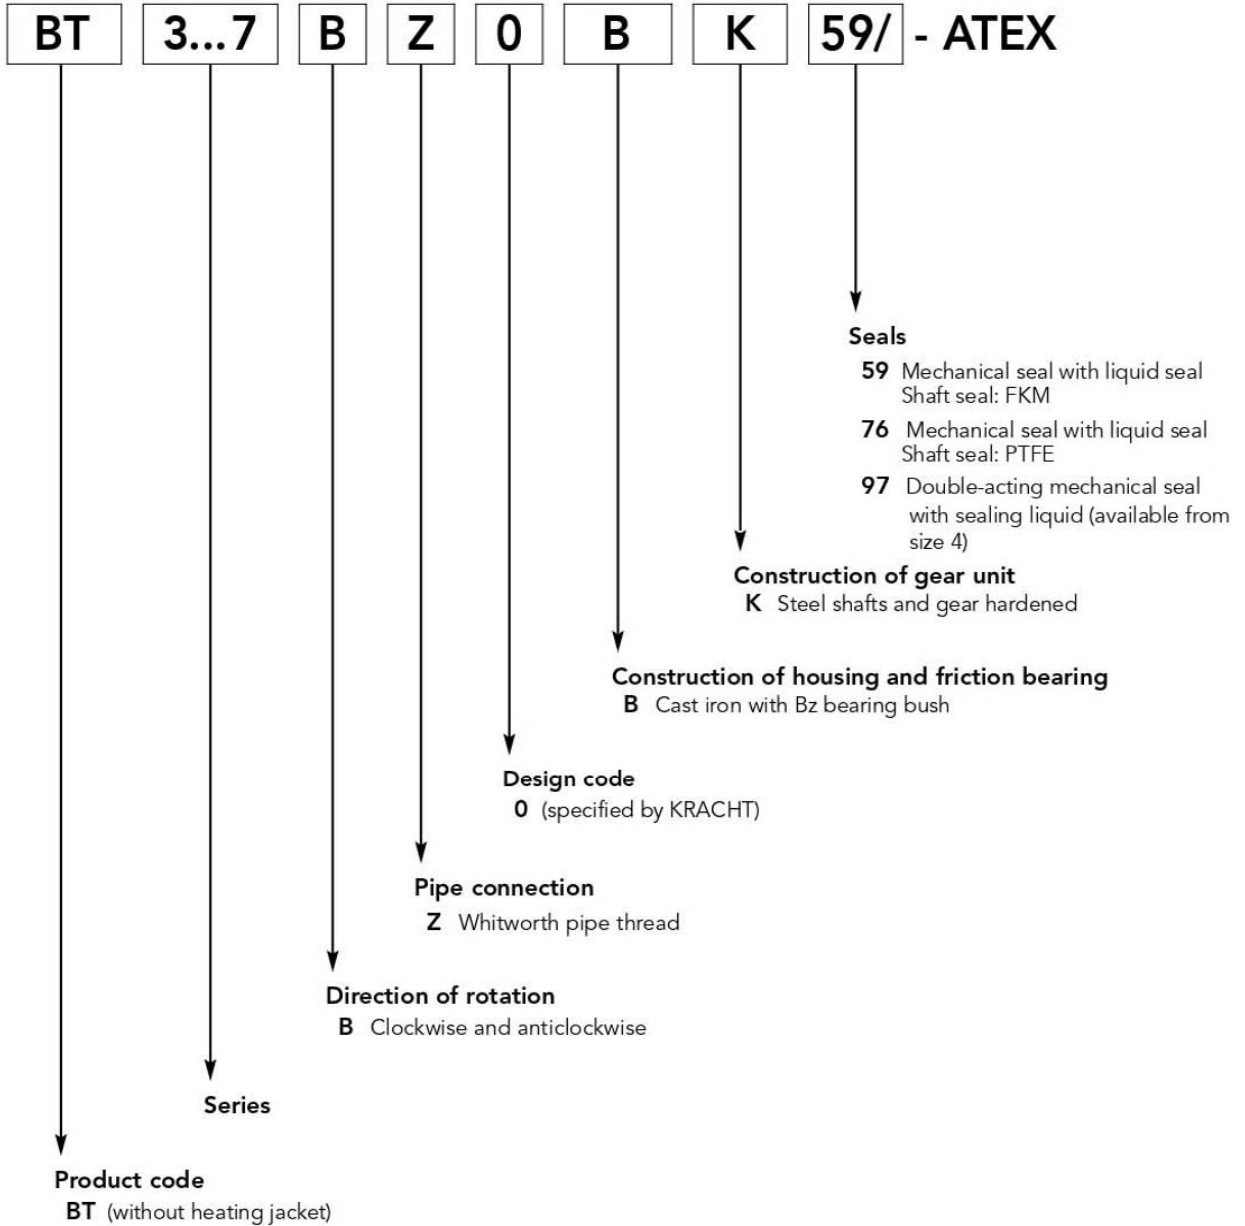 BT 3...7 B Z 0 B K 59/ - ATEX
Seals
59 Mechanical seal with liquid seal
Shaft seal: FKM
76 Mechanical seal with liquid seal
Shaft seal: PTFE
97 Double-acting mechanical seal
with sealing liquid (available from
size 4)
Construction of gear unit
K Steel shafts and gear hardened
Construction of housing and friction bearing
B Cast iron with Bz bearing bush
Design code
0 (specified by KRACHT)
Pipe connection
Z Whitworth pipe thread
Direction of rotation
B Clockwise and anticlockwise
Series
Product code
BT (without heating jacket)